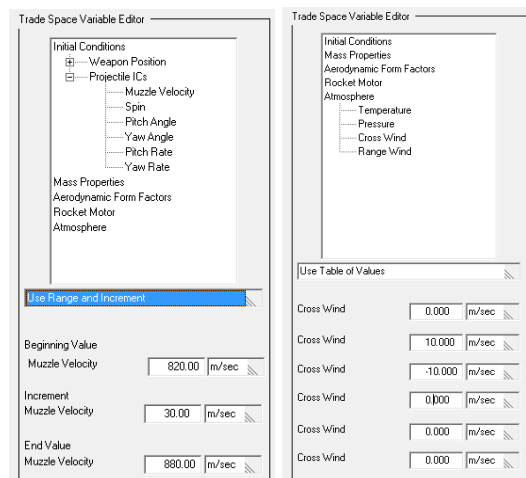 Trade Space Variable Editor
Initial Conditions
Weapon Position
Projectile ICs
Muzzle Velocity
Spin
Pitch Angle
Yaw Angle
Pitch Rate
Yaw Rate
Mass Properties
Aerodynamic Form Factors
Rocket Motor
Atmosphere
Use Range and Increment
Beginning Value
Muzzle Velocity 820.00 m/sec
Increment
Muzzle Velocity 30.00 m/sec
End Value
Muzzle Velocity 880.00 m/sec
Trade Space Variable Editor
Initial Conditions
Mass Properties
Aerodynamic Form Factors
Rocket Motor
Atmosphere
Temperature
Pressure
Cross Wind
Range Wind
Use Table of Values
Cross Wind 0.000 m/sec
Cross Wind 10.000 m/sec
Cross Wind -10.000 m/sec
Cross Wind 0.000 m/sec
Cross Wind 0.000 m/sec
Cross Wind 0.000 m/sec